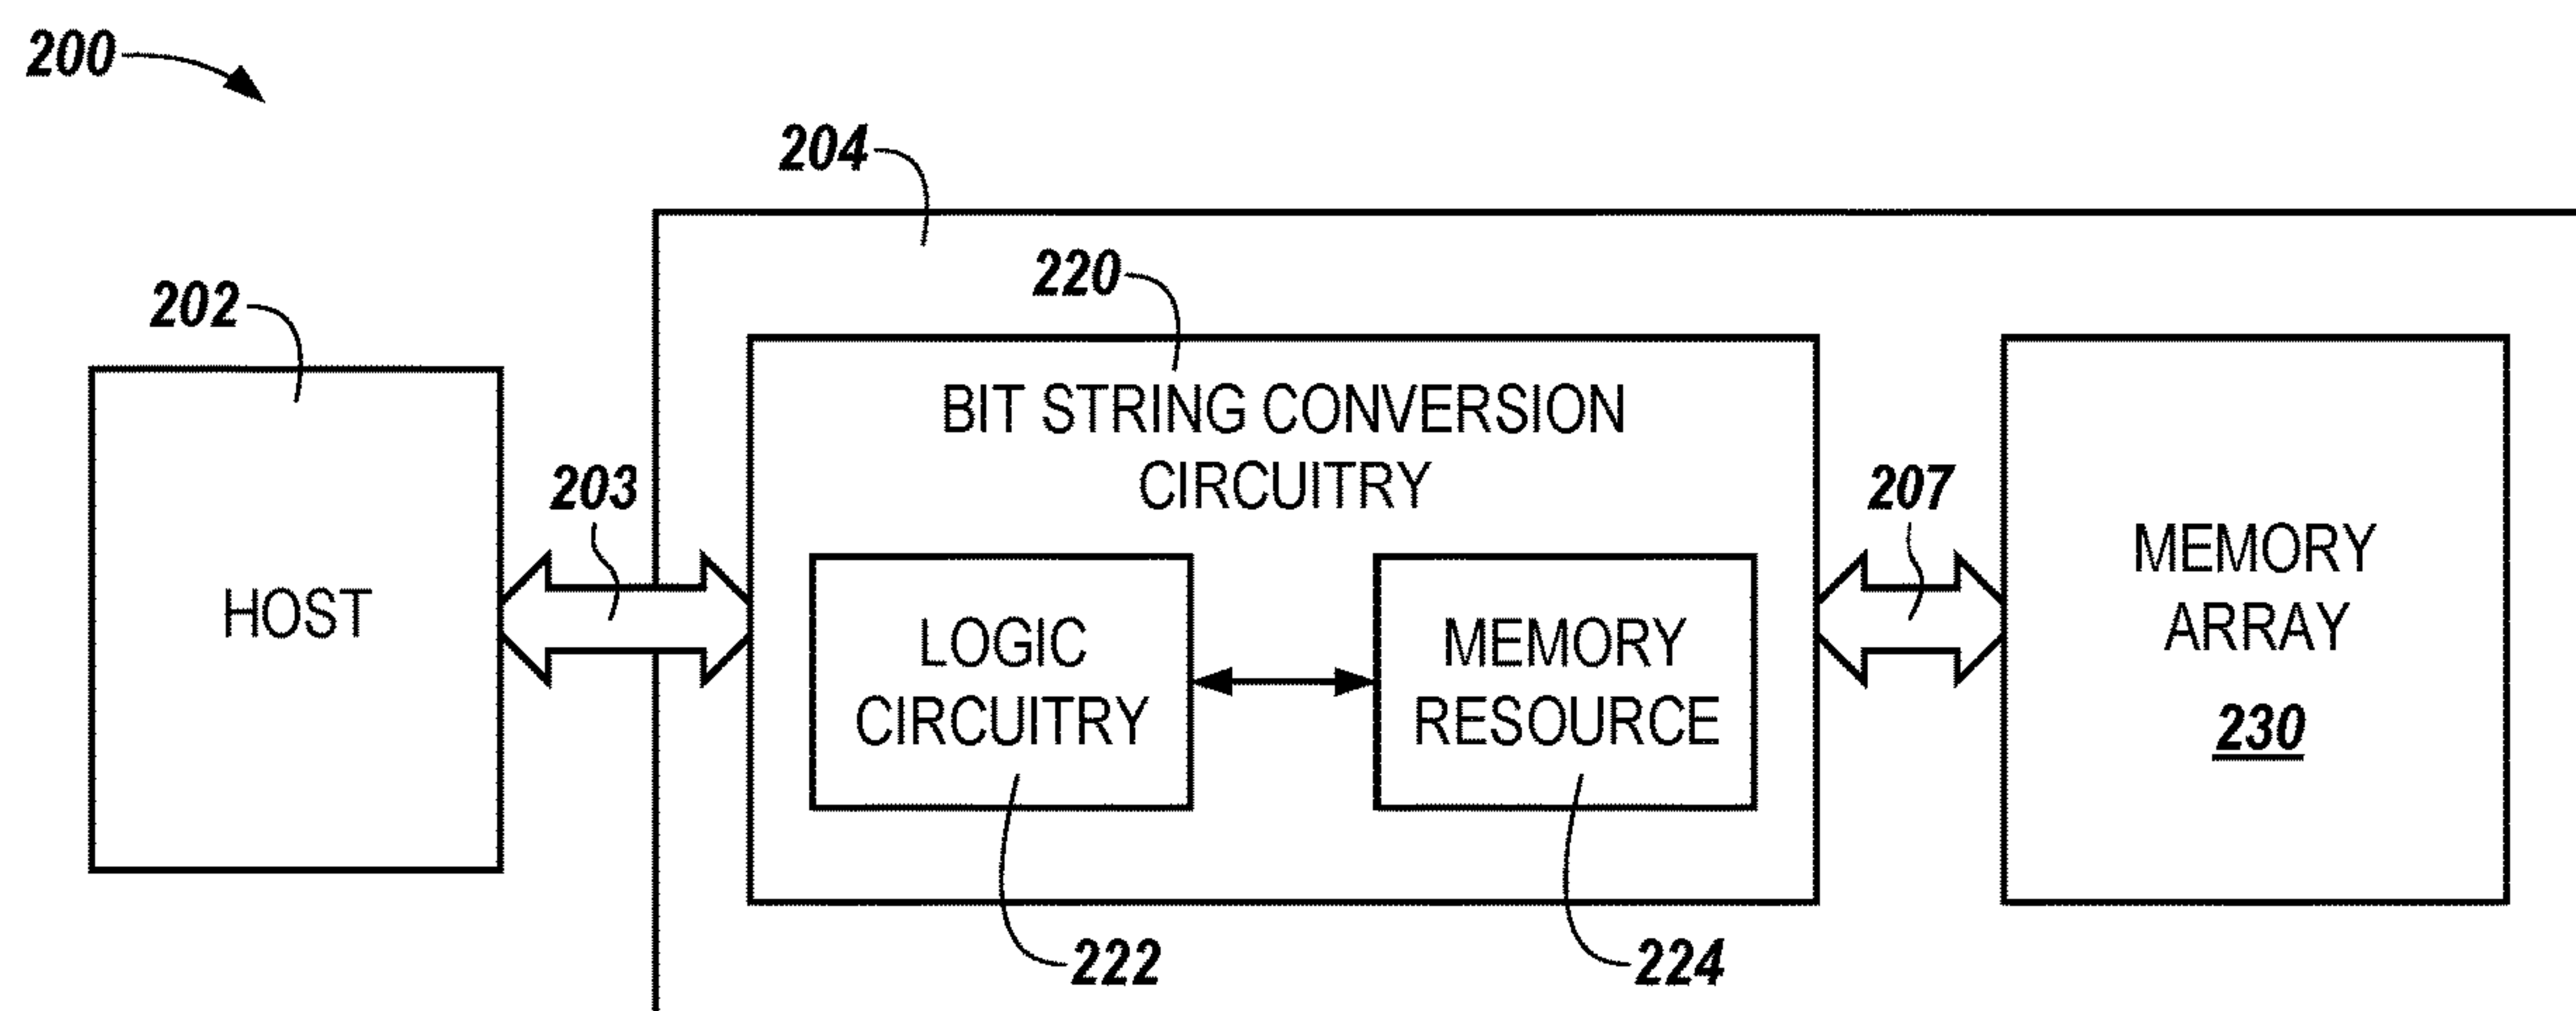 200
204
220
202
BIT STRING CONVERSION
CIRCUITRY
203
207
HOST
LOGIC
CIRCUITRY
MEMORY
RESOURCE
MEMORY
ARRAY
230
222
224